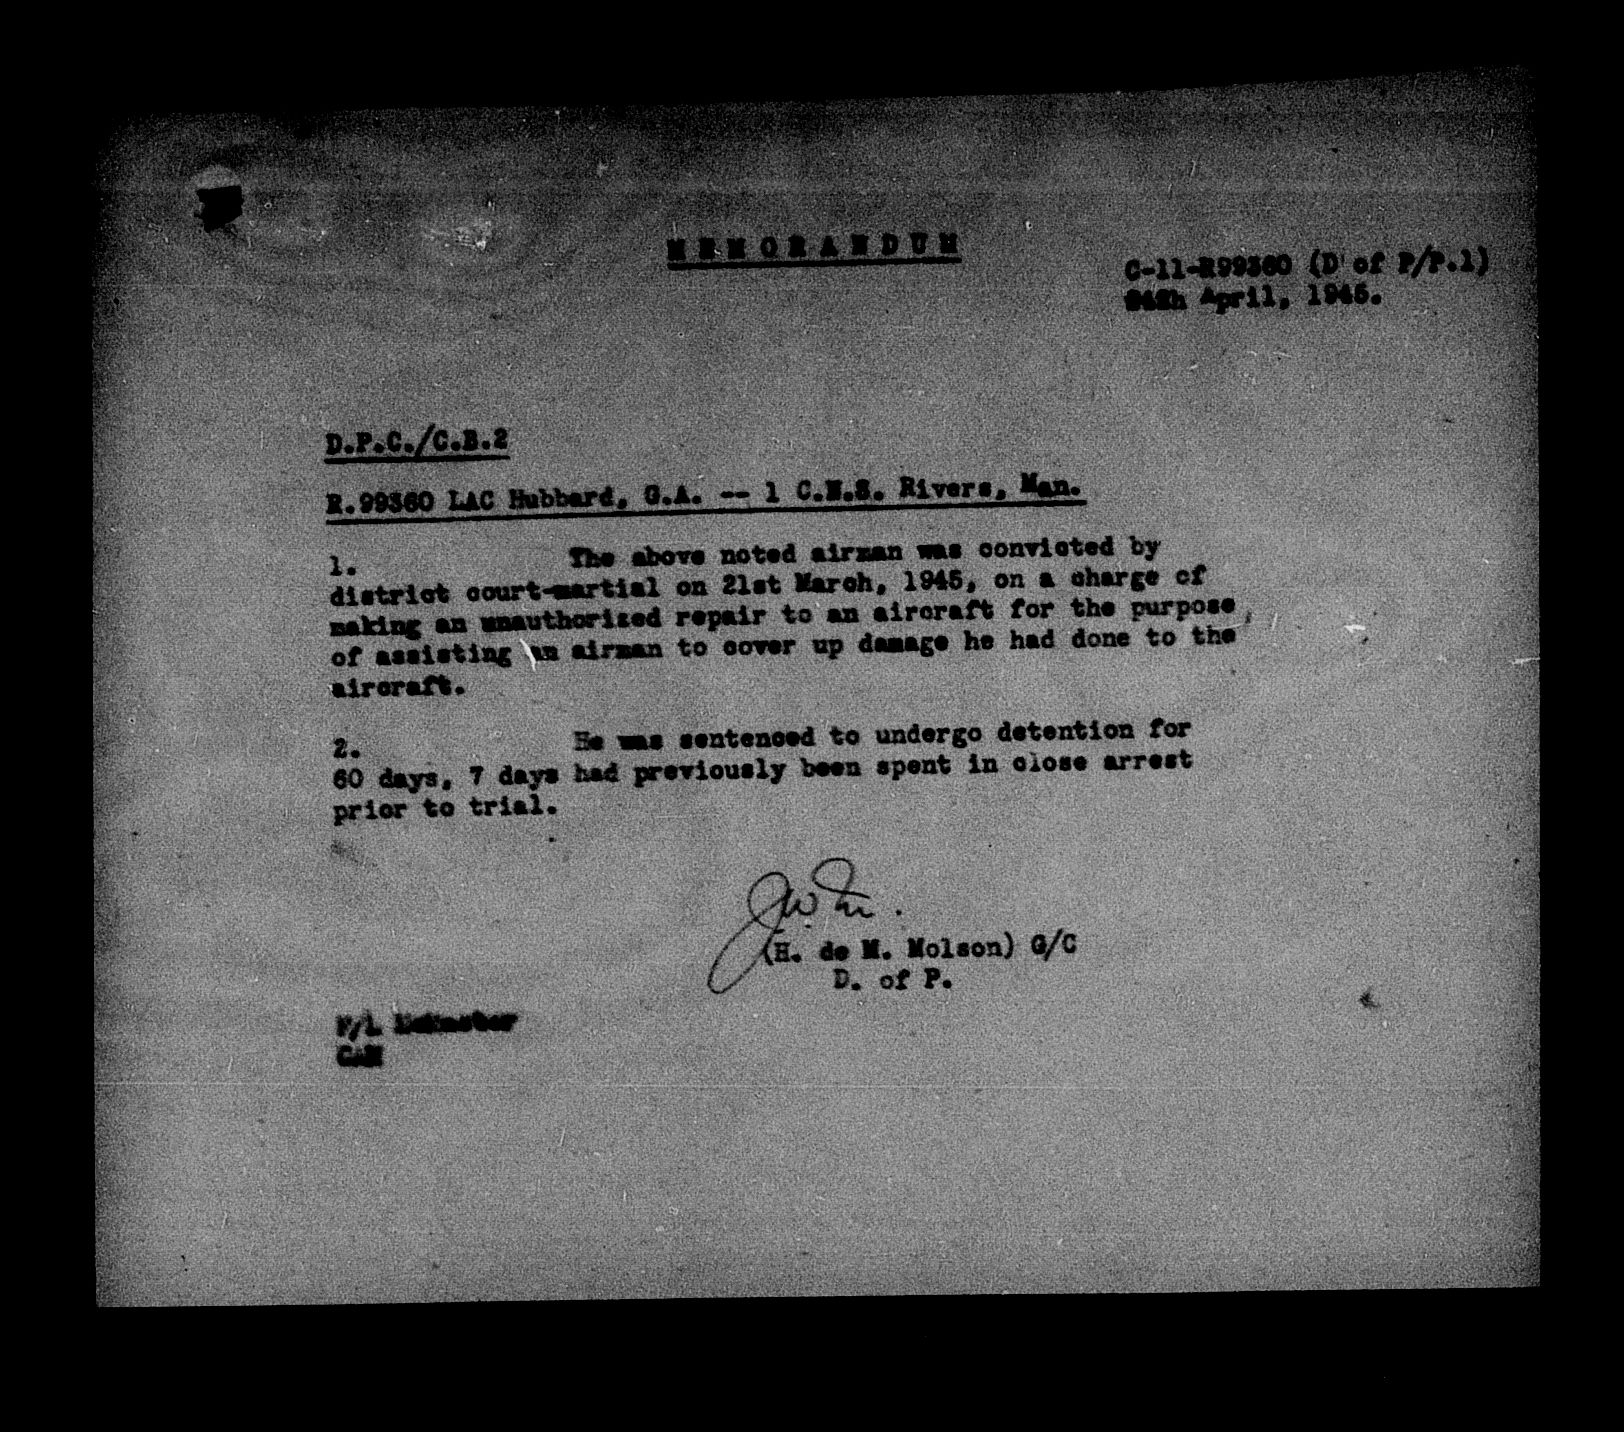 MEMORANDUM
C-11-R99360 (D of P/P.1)
April, 1945.
D.P.C./C.B.2
R.99360 LAC Hubbard, G.A. -- 1 C.N.S. Rivers, Man.
1. The above noted airman was convicted by
district court-martial on 21st March, 1945, on a charge of
making an unauthorized repair to an aircraft for the purpose
of assisting an airman to cover up damage he had done to the
aircraft.
2. He was sentenced to undergo detention for
60 days, 7 days had previously been spent in close arrest
prior to trial.
(H. de M. Molson) G/C
D. of P.
F/L